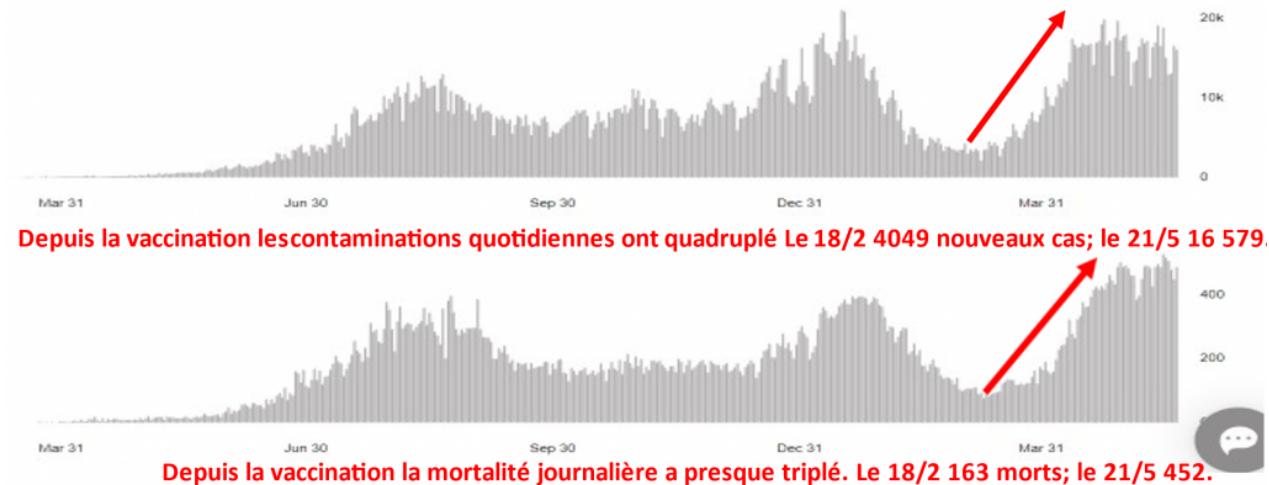 20k
10k
0
Mar 31 Jun 30 Sep 30 Dec 31 Mar 31
Depuis la vaccination lescontaminations quotidiennes ont quadruplé Le 18/2 4049 nouveaux cas; le 21/5 16 579.
400
200
Mar 31 Jun 30 Sep 30 Dec 31 Mar 31
Depuis la vaccination la mortalité journalière a presque triplé. Le 18/2 163 morts; le 21/5 452.